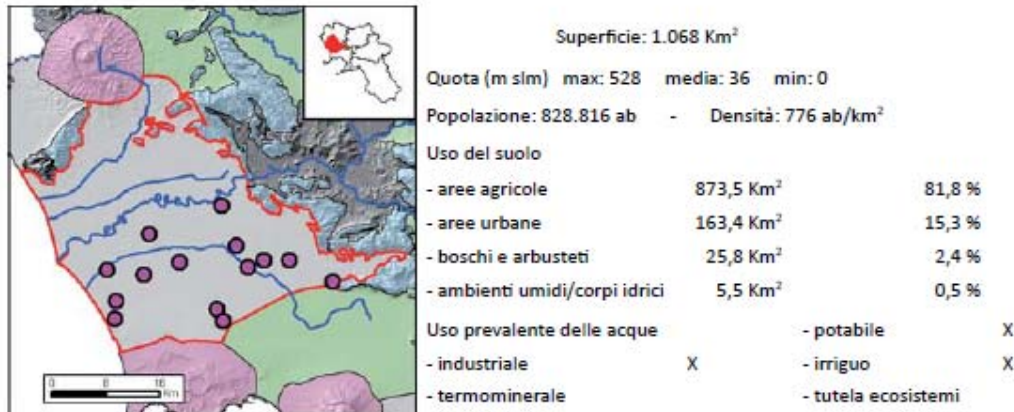 Superficie: 1.068 Km²
Quota (m slm) max: 528 media: 36 min: 0
Popolazione: 828.816 ab - Densità: 776 ab/km²
Uso del suolo
- aree agricole 873,5 Km² 81,8 %
- aree urbane 163,4 Km² 15,3 %
- boschi e arbusteti 25,8 Km² 2,4 %
- ambienti umidi/corpi idrici 5,5 Km² 0,5 %
Uso prevalente delle acque - potabile X
- industriale X - irriguo X
- termominerale - tutela ecosistemi
0 8 16
Km